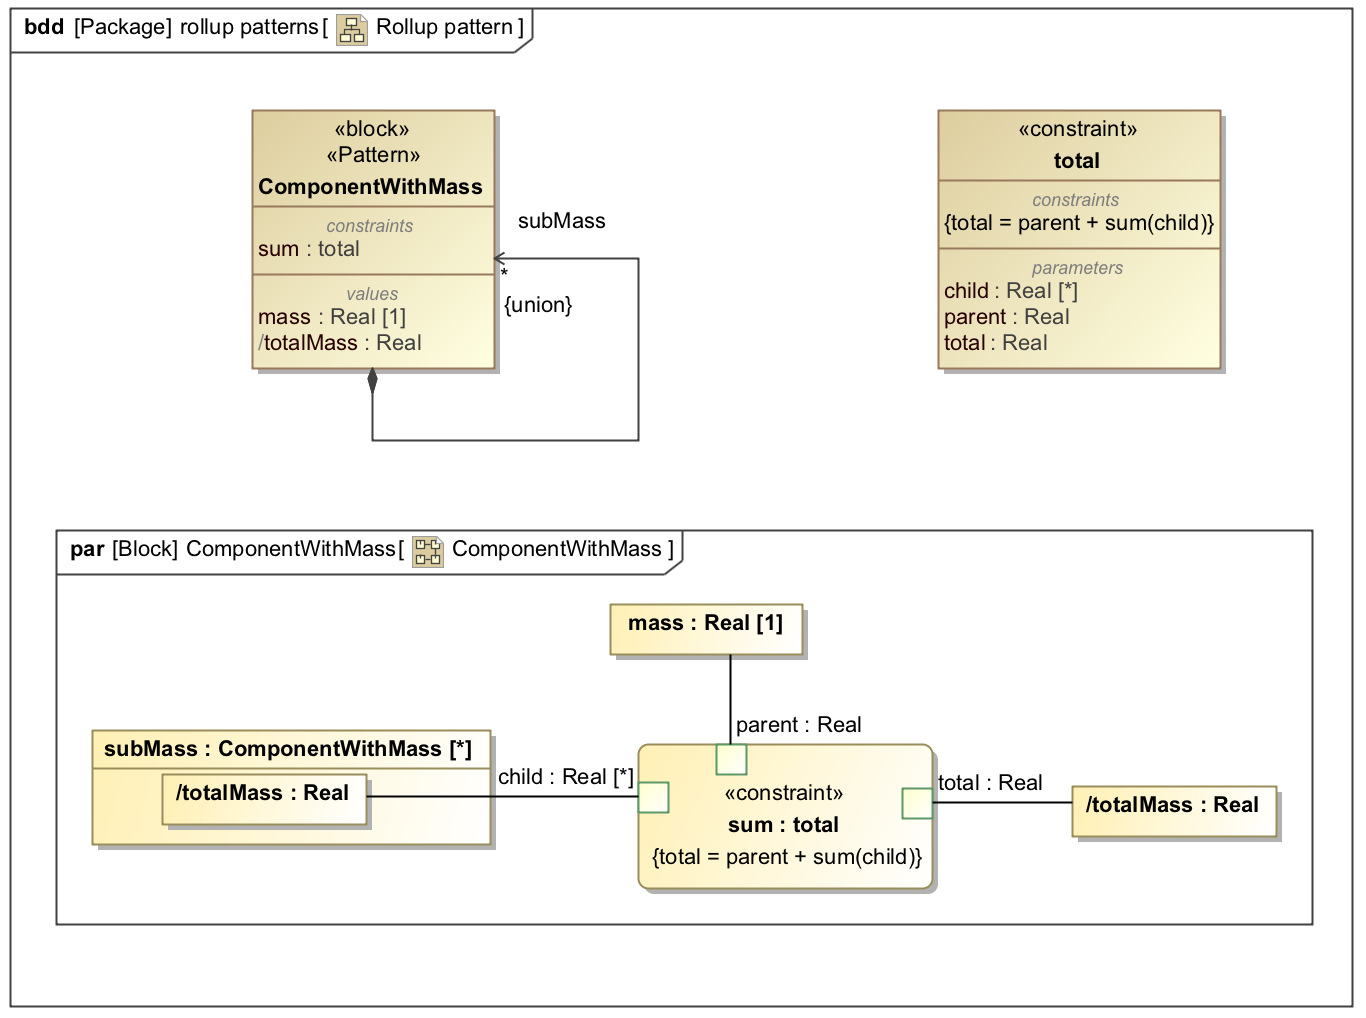 bdd [Package] rollup patterns[ Rollup pattern ]
«block»
«Pattern»
ComponentWithMass
constraints
sum : total
values
mass : Real [1]
/totalMass : Real
subMass
*
{union}
«constraint»
total
constraints
{total = parent + sum(child)}
parameters
child : Real [*]
parent : Real
total : Real
par [Block] ComponentWithMass[ ComponentWithMass ]
mass : Real [1]
parent : Real
subMass : ComponentWithMass [*]
/totalMass : Real
child : Real [*]
«constraint»
sum : total
{total = parent + sum(child)}
total : Real
/totalMass : Real